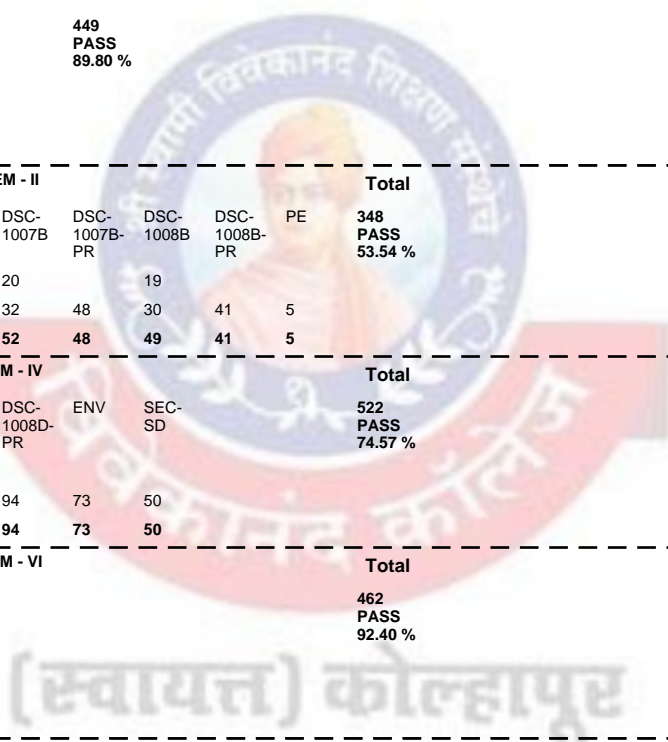 449
PASS
89.80 %
श्री स्वामी विवेकानंद शिक्षण संस्थेचे
EM - II Total
DSC-1007B DSC-1007B-PR DSC-1008B DSC-1008B-PR PE 348
PASS
53.54 %
20 19
32 48 30 41 5
52 48 49 41 5
M - IV Total
DSC-1008D-PR ENV SEC-SD 522
PASS
74.57 %
94 73 50
94 73 50
M - VI Total
462
PASS
92.40 %
विवेकानंद कॉलेज
(स्वायत्त) कोल्हापूर